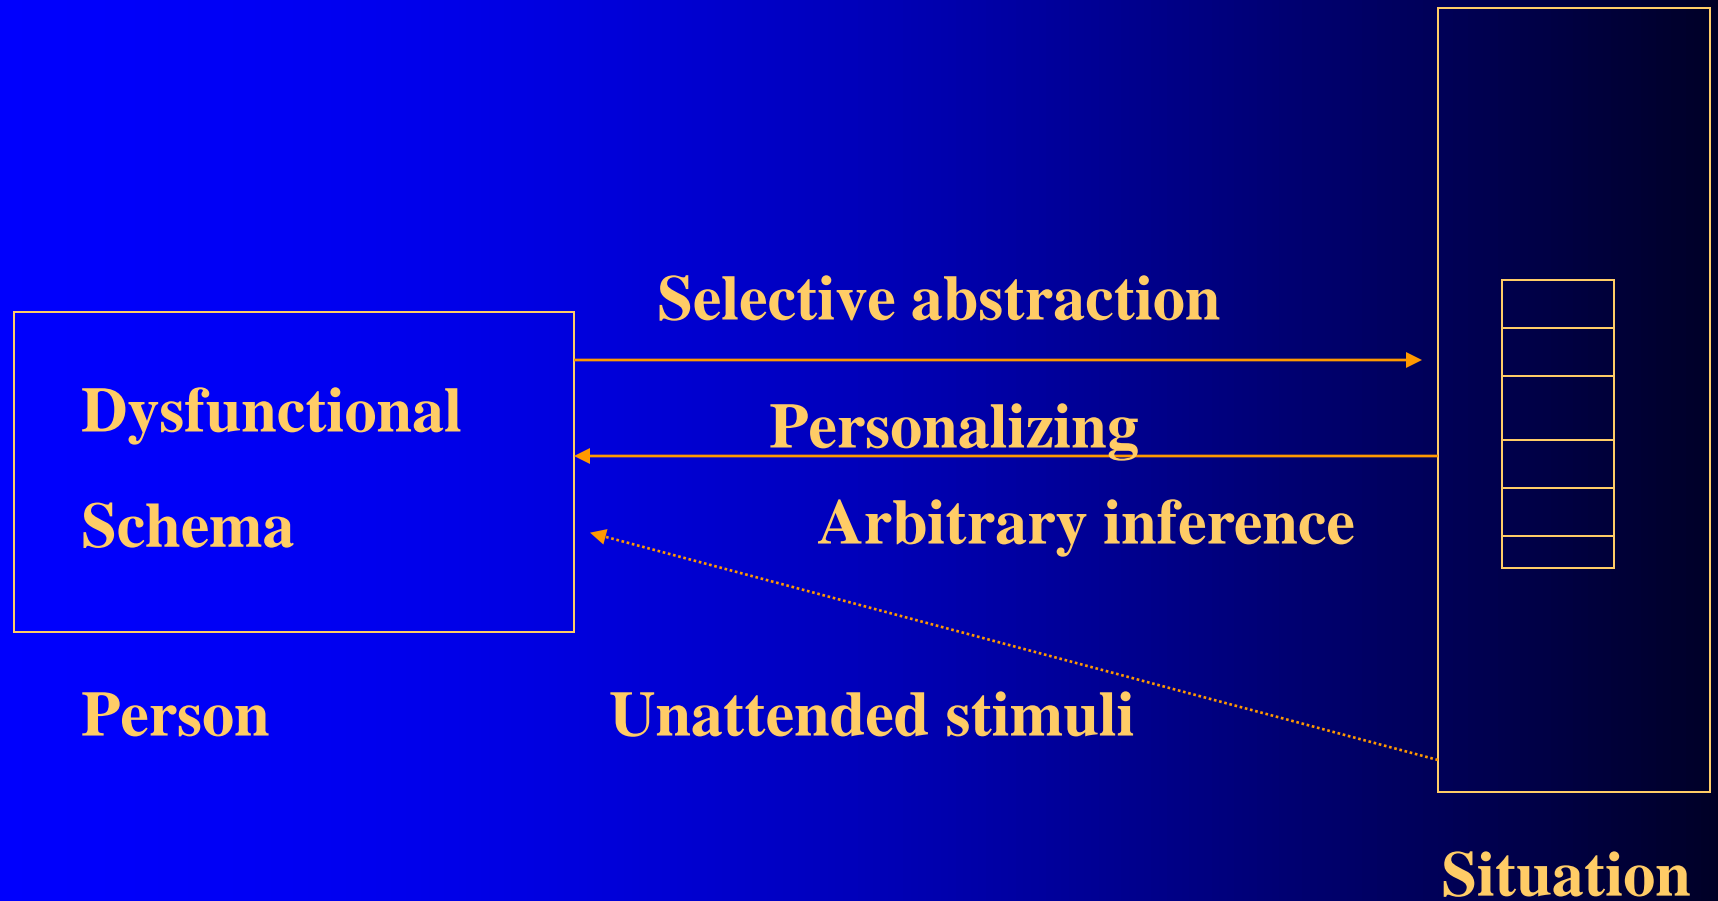 Selective abstraction
Dysfunctional
Personalizing
Schema
Arbitrary inference
Person
Unattended stimuli
Situation